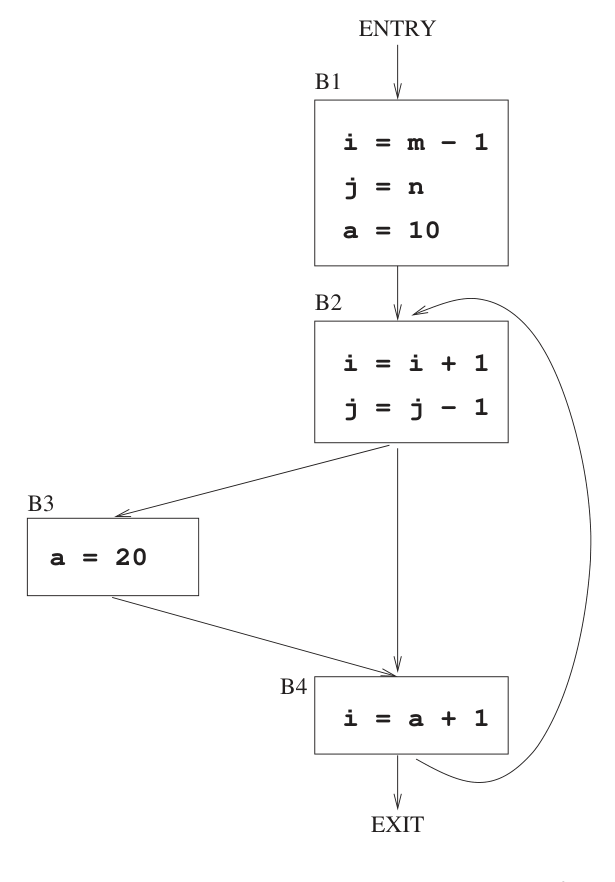 ENTRY
B1
i = m - 1
j = n
a = 10
B2
i = i + 1
j = j - 1
B3
a = 20
B4
i = a + 1
EXIT